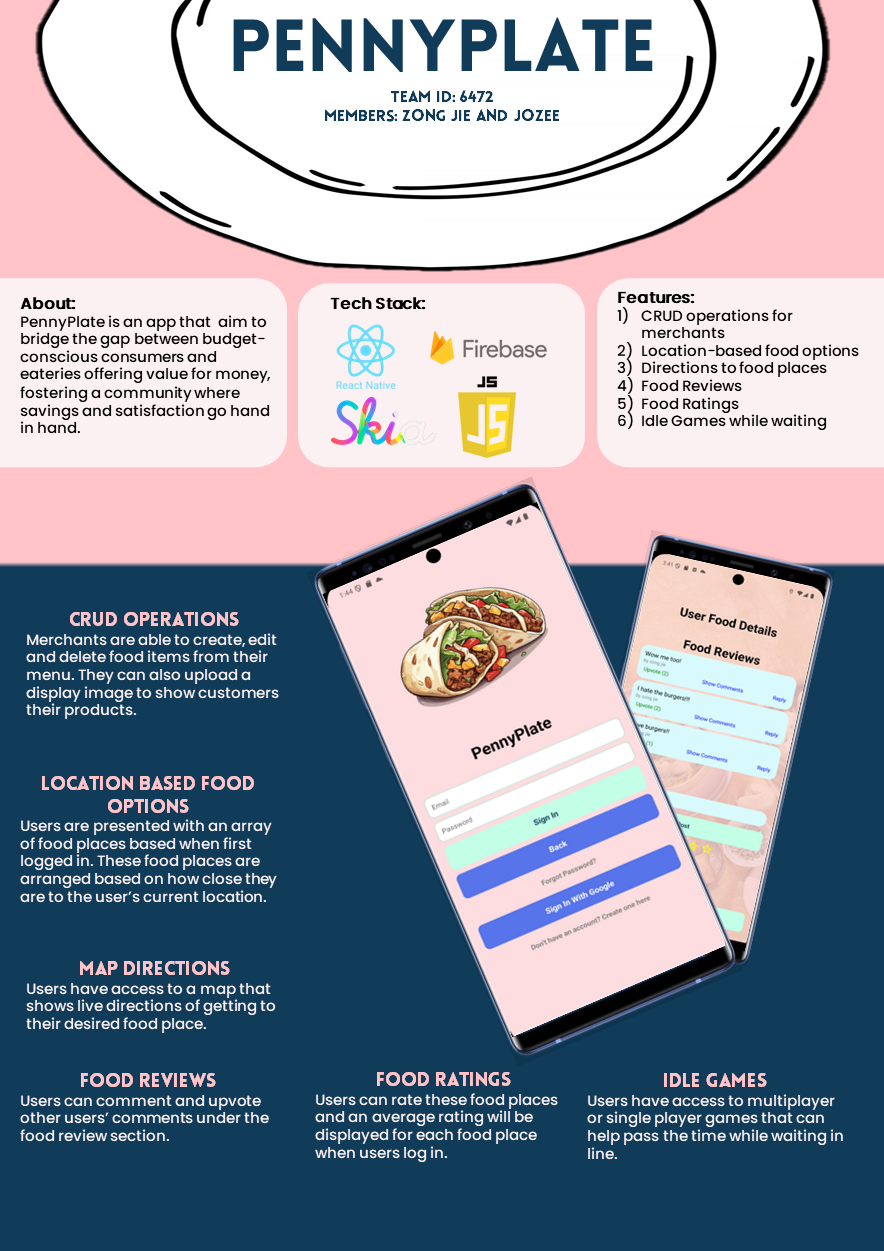 PENNYPLATE
TEAM ID: 6472
MEMBERS: ZONG JIE AND JOZEE
About:
PennyPlate is an app that aim to
bridge the gap between budget-
conscious consumers and
eateries offering value for money,
fostering a community where
savings and satisfaction go hand
in hand.
Tech Stack:
React Native
Firebase
Skia
JS
JS
Features:
1) CRUD operations for
merchants
2) Location-based food options
3) Directions to food places
4) Food Reviews
5) Food Ratings
6) Idle Games while waiting
CRUD OPERATIONS
Merchants are able to create, edit
and delete food items from their
menu. They can also upload a
display image to show customers
their products.
LOCATION BASED FOOD
OPTIONS
Users are presented with an array
of food places based when first
logged in. These food places are
arranged based on how close they
are to the user's current location.
MAP DIRECTIONS
Users have access to a map that
shows live directions of getting to
their desired food place.
1:44
PennyPlate
Email
Password
Sign In
Back
Forgot Password?
Sign In With Google
Don't have an account? Create one here
3:41
User Food Details
Food Reviews
Wow me too!
by zong jie
Upvote (2)
Show Comments
Reply
I hate the burgers!!!
Upvote (2)
Show Comments
Reply
burgers!!
(1)
Show Comments
Reply
FOOD REVIEWS
Users can comment and upvote
other users' comments under the
food review section.
FOOD RATINGS
Users can rate these food places
and an average rating will be
displayed for each food place
when users log in.
IDLE GAMES
Users have access to multiplayer
or single player games that can
help pass the time while waiting in
line.